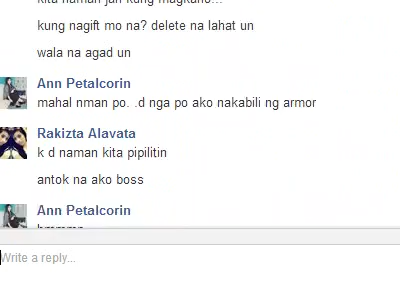 kita naman jan kung magkano...
kung nagift mo na? delete na lahat un
wala na agad un
Ann Petalcorin
mahal nman po. .d nga po ako nakabili ng armor
Rakizta Alavata
k d naman kita pipilitin
antok na ako boss
Ann Petalcorin
Write a reply...